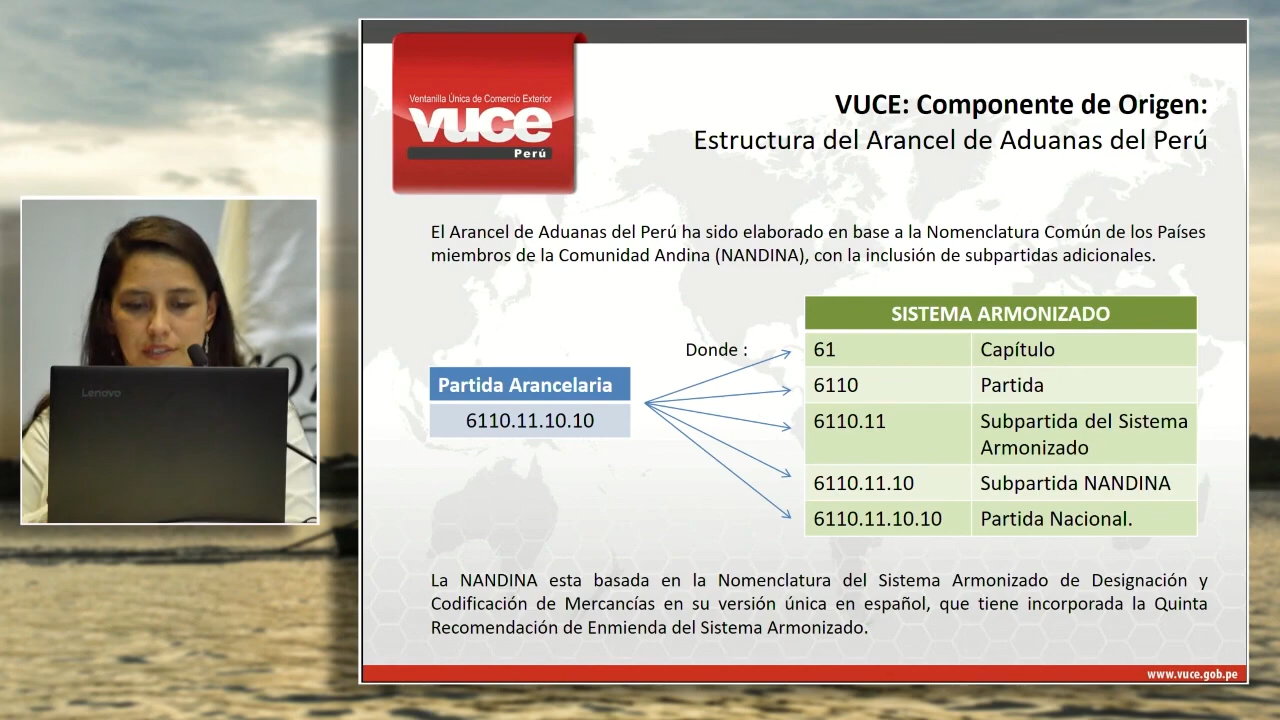 Ventanilla Única de Comercio Exterior
vuce
Perú
VUCE: Componente de Origen:
Estructura del Arancel de Aduanas del Perú
El Arancel de Aduanas del Perú ha sido elaborado en base a la Nomenclatura Común de los Países
miembros de la Comunidad Andina (NANDINA), con la inclusión de subpartidas adicionales.
Donde :
Partida Arancelaria
6110.11.10.10
SISTEMA ARMONIZADO
61 Capítulo
6110 Partida
6110.11 Subpartida del Sistema
Armonizado
6110.11.10 Subpartida NANDINA
6110.11.10.10 Partida Nacional.
La NANDINA esta basada en la Nomenclatura del Sistema Armonizado de Designación y
Codificación de Mercancías en su versión única en español, que tiene incorporada la Quinta
Recomendación de Enmienda del Sistema Armonizado.
www.vuce.gob.pe
Lenovo